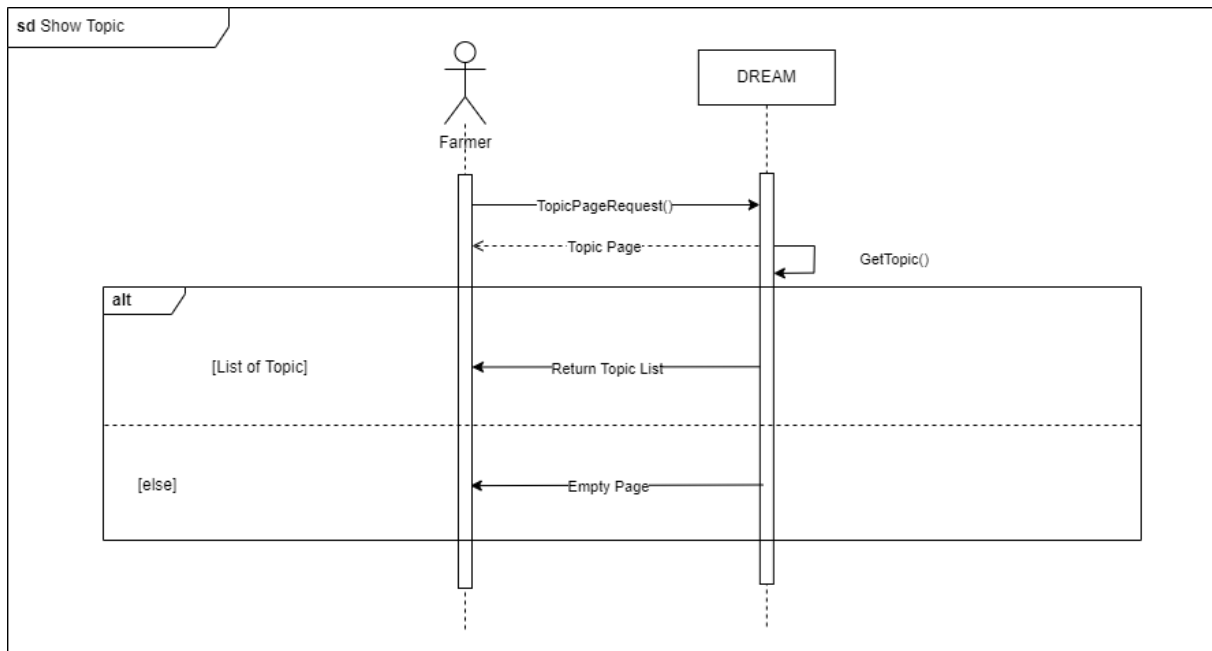 sd Show Topic
DREAM
Farmer
TopicPageRequest()
Topic Page
GetTopic()
alt
[List of Topic]
Return Topic List
[else]
Empty Page